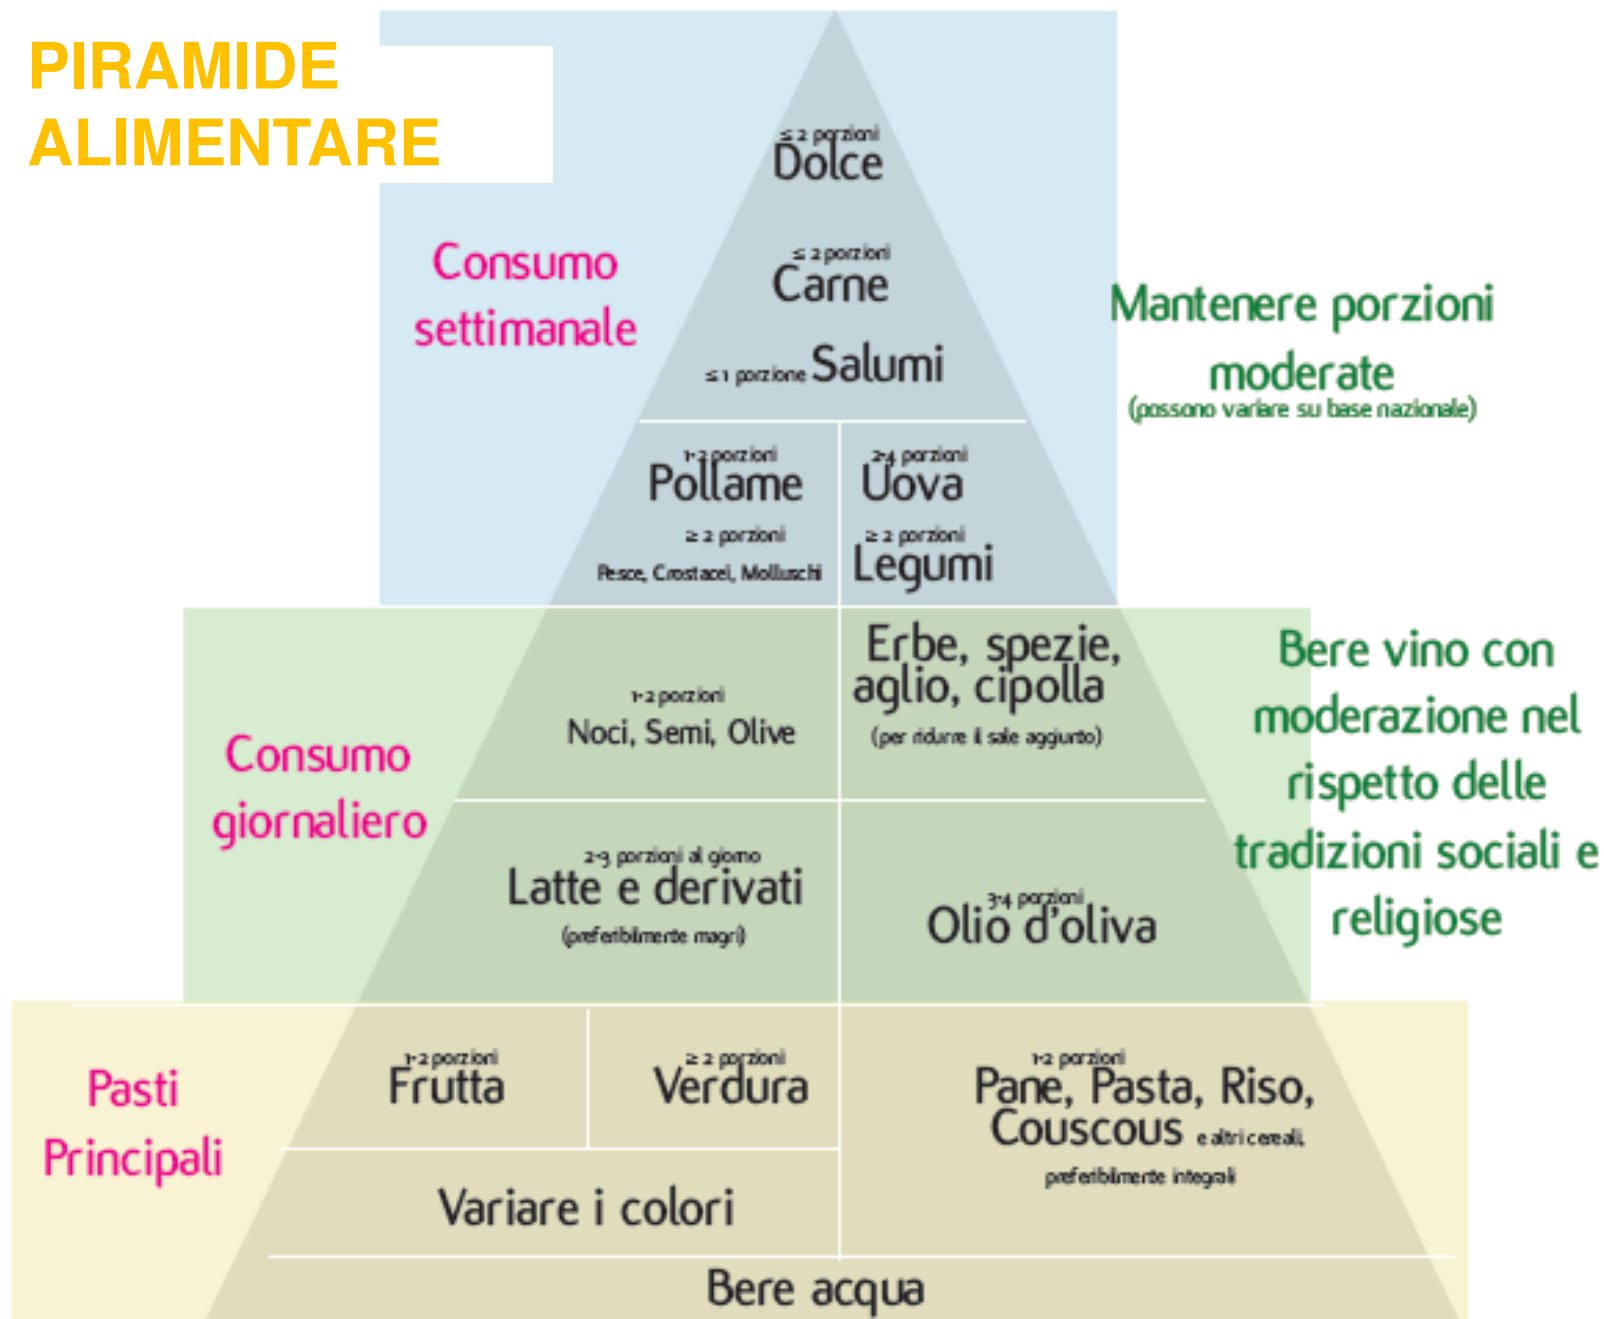 PIRAMIDE
ALIMENTARE
≤ 2 porzioni
Dolce
Consumo
settimanale
≤ 2 porzioni
Carne
≤ 1 porzione Salumi
Mantenere porzioni
moderate
(possono variare su base nazionale)
1-2 porzioni
Pollame
≥ 2 porzioni
Pesce, Crostacei, Molluschi
2-4 porzioni
Uova
≥ 2 porzioni
Legumi
Consumo
giornaliero
1-2 porzioni
Noci, Semi, Olive
Erbe, spezie,
aglio, cipolla
(per ridurre il sale aggiunto)
2-3 porzioni al giorno
Latte e derivati
(preferibilmente magri)
3-4 porzioni
Olio d'oliva
Bere vino con
moderazione nel
rispetto delle
tradizioni sociali e
religiose
Pasti
Principali
1-2 porzioni
Frutta
≥ 2 porzioni
Verdura
1-2 porzioni
Pane, Pasta, Riso,
Couscous e altri cereali,
preferibilmente integrali
Variare i colori
Bere acqua